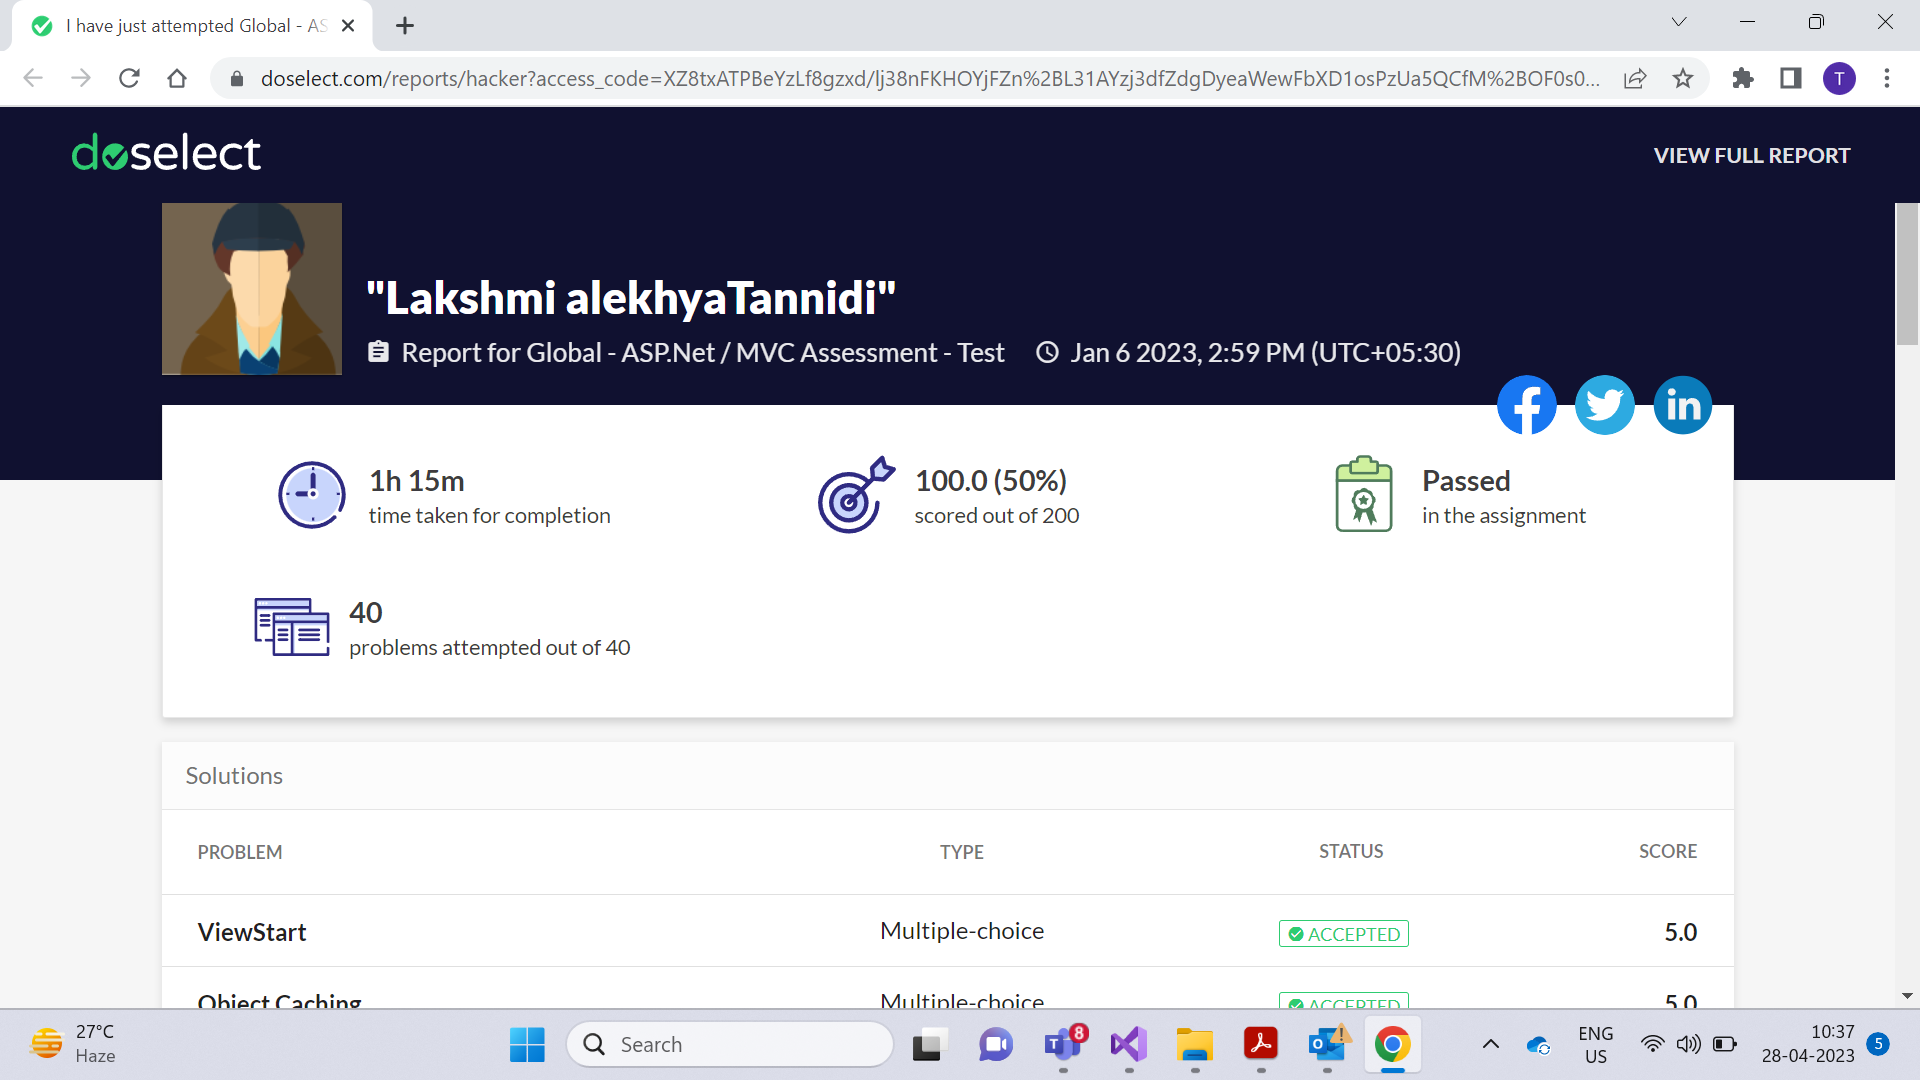 I have just attempted Global - AS
doselect.com/reports/hacker?access_code=XZ8txATPBeYzLf8gzxd/lj38nFKHOYjFZn%2BL31AYzj3dfZdgDyeaWewFbXD1osPzUa5QCfM%2BOF0s0...
T
doselect
VIEW FULL REPORT
"Lakshmi alekhyaTannidi"
Report for Global - ASP.Net / MVC Assessment - Test Jan 6 2023, 2:59 PM (UTC+05:30)
f in
1h 15m
time taken for completion
100.0 (50%)
scored out of 200
Passed
in the assignment
40
problems attempted out of 40
Solutions
PROBLEM TYPE STATUS SCORE
ViewStart Multiple-choice ACCEPTED 5.0
Object Caching Multiple-choice ACCEPTED 5.0
27°C
Haze
Search
8
ENG
US
10:37
28-04-2023
5